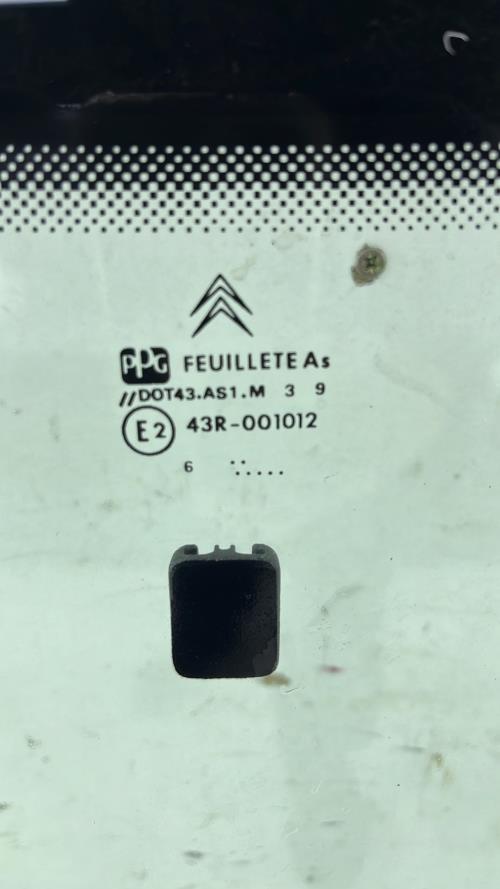 PPG FEUILLETE As
//DOT43.AS1.M 3 9
E2 43R-001012
6 ..:.....